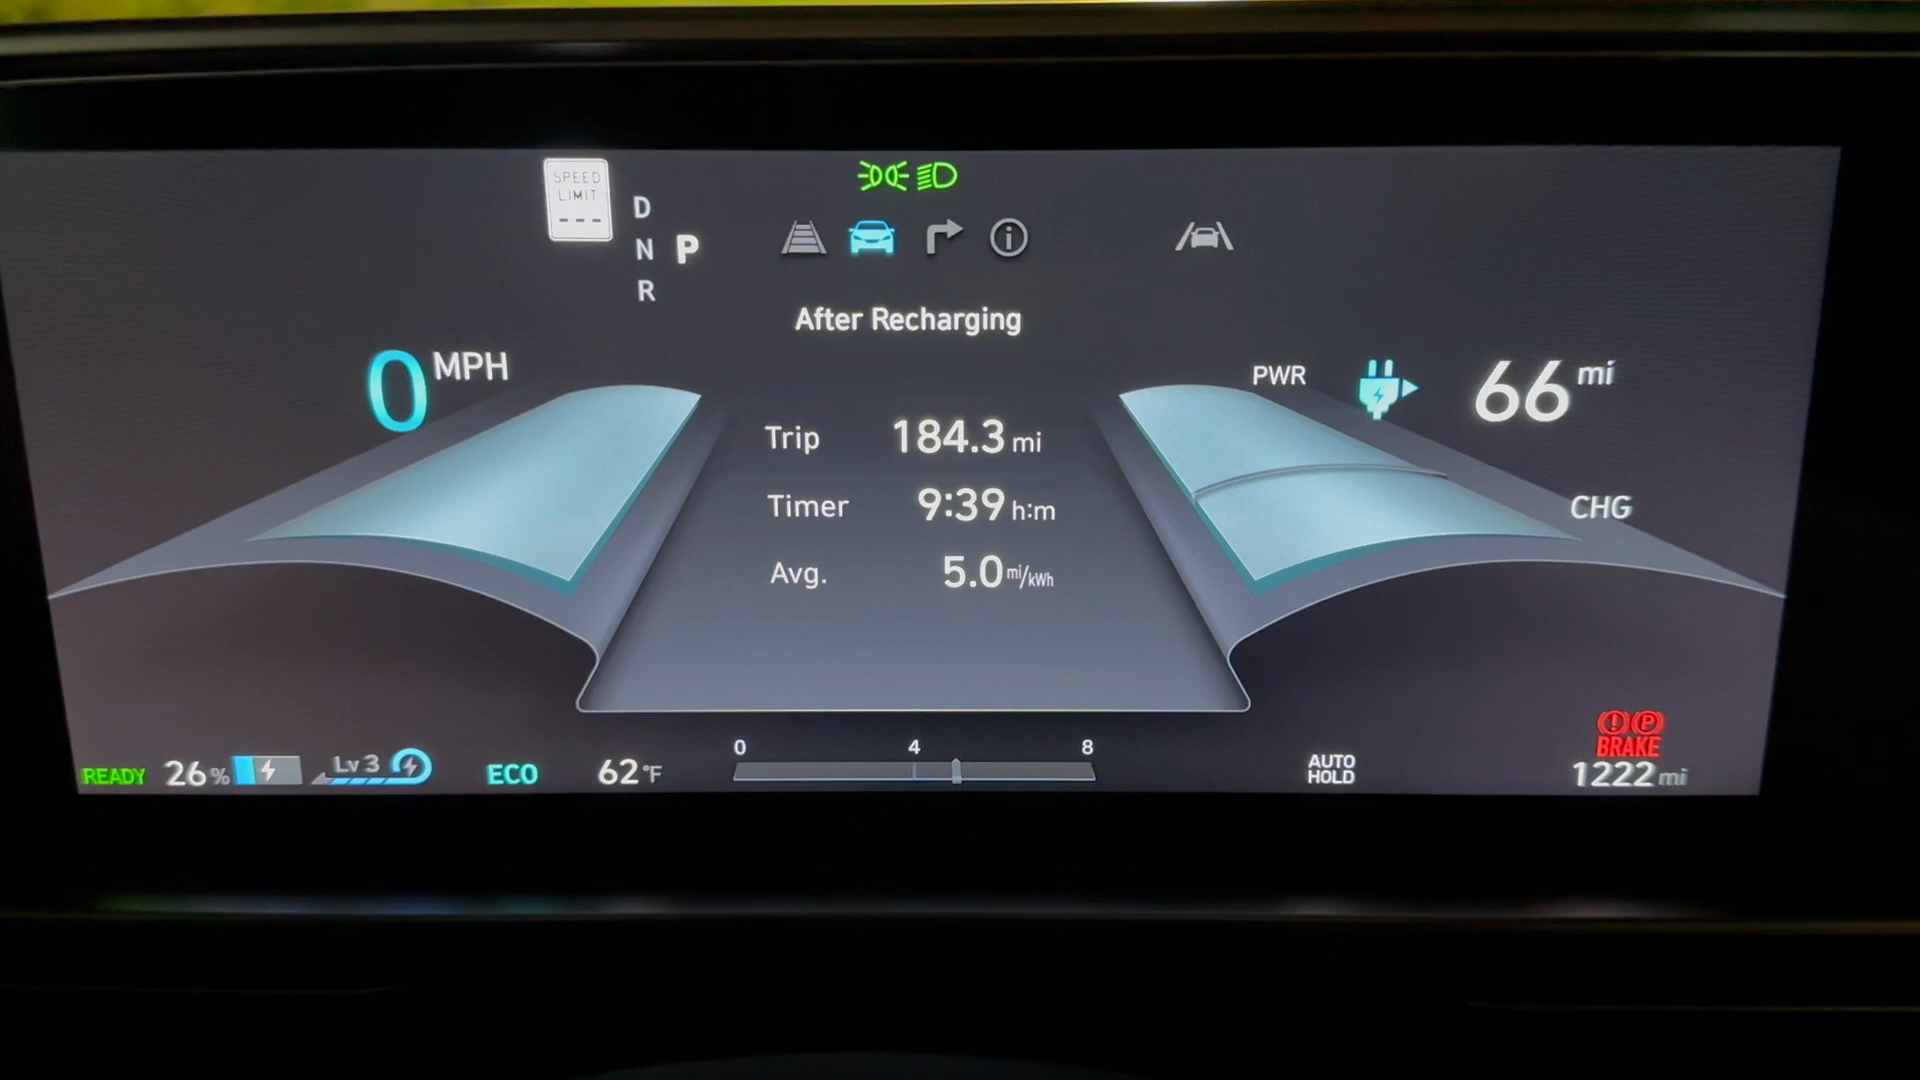 SPEED
LIMIT
---
D
N P
R
After Recharging
0 MPH
PWR
66 mi
Trip 184.3 mi
Timer 9:39 h:m
CHG
Avg. 5.0 mi/kWh
READY 26% Lv 3 ECO 62°F
0 4 8
AUTO
HOLD
BRAKE
1222 mi